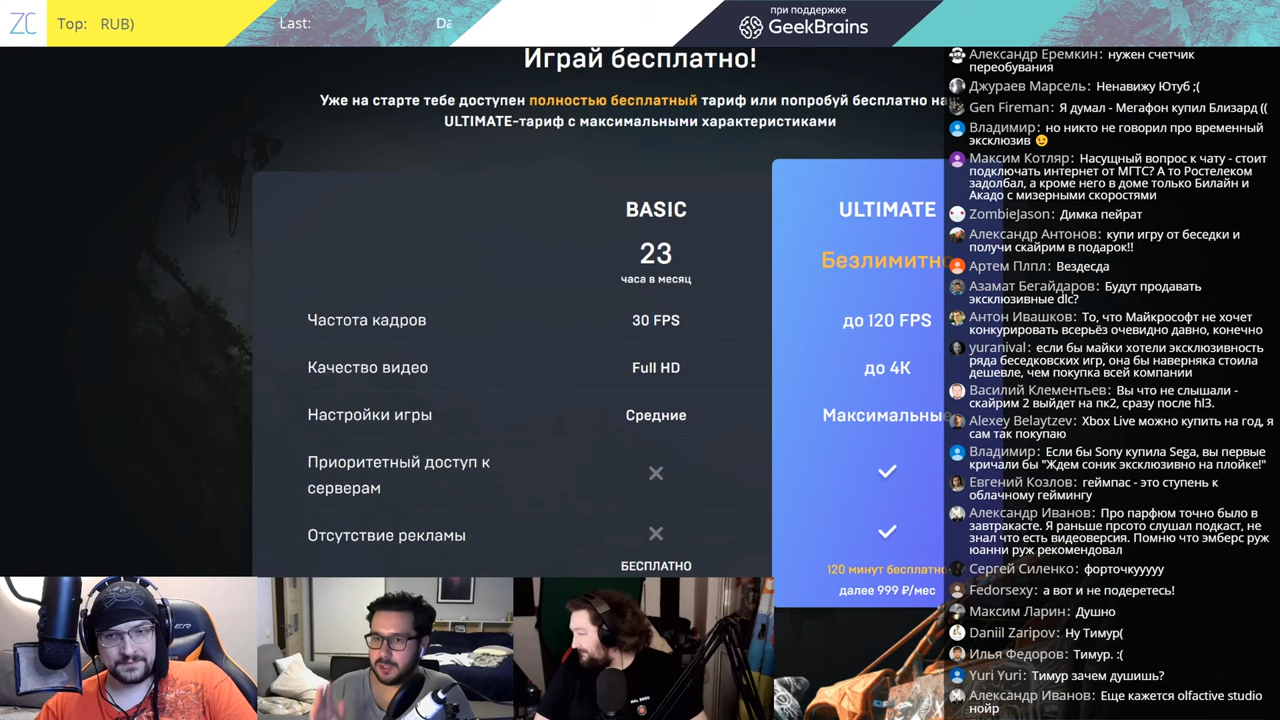 ZC
Top: RUB)
Last:
Da
при поддержке
GeekBrains
Играй бесплатно!
Уже на старте тебе доступен полностью бесплатный тариф или попробуй бесплатно на
ULTIMATE-тариф с максимальными характеристиками
BASIC
ULTIMATE
23
часа в месяц
Безлимитно
Частота кадров
30 FPS
до 120 FPS
Качество видео
Full HD
до 4K
Настройки игры
Средние
Максимальные
Приоритетный доступ к
серверам
Отсутствие рекламы
БЕСПЛАТНО
120 минут бесплатно
далее 999 ₽/мес
Александр Еремкин: нужен счетчик
переобувания
Джураев Марсель: Ненавижу Ютуб ;(
Gen Fireman: Я думал - Мегафон купил Близард ((
Владимир: но никто не говорил про временный
эксклюзив 😉
Максим Котляр: Насущный вопрос к чату - стоит
подключать интернет от МГТС? А то Ростелеком
задолбал, а кроме него в доме только Билайн и
Акадо с мизерными скоростями
ZombieJason: Димка пейрат
Александр Антонов: купи игру от беседки и
получи скайрим в подарок!!
Артем Плпл: Вездесда
Азамат Бегайдаров: Будут продавать
эксклюзивные dlc?
Антон Ивашков: То, что Майкрософт не хочет
конкурировать всерьёз очевидно давно, конечно
yuranival: если бы майки хотели эксклюзивность
ряда беседковских игр, она бы наверняка стоила
дешевле, чем покупка всей компании
Василий Клементьев: Вы что не слышали -
скайрим 2 выйдет на пк2, сразу после hl3.
Alexey Belaytzev: Xbox Live можно купить на год, я
сам так покупаю
Владимир: Если бы Sony купила Sega, вы первые
кричали бы "Ждем соник эксклюзивно на плойке!"
Евгений Козлов: геймпас - это ступень к
облачному геймингу
Александр Иванов: Про парфюм точно было в
завтракасте. Я раньше прсото слушал подкаст, не
знал что есть видеоверсия. Помню что эмберс руж
юанни руж рекомендовал
Сергей Силенко: форточкууууу
Fedorsexy: а вот и не подеретесь!
Максим Ларин: Душно
Daniil Zaripov: Ну Тимур(
Илья Федоров: Тимур. :(
Yuri Yuri: Тимур зачем душишь?
Александр Иванов: Еще кажется olfactive studio
нойр